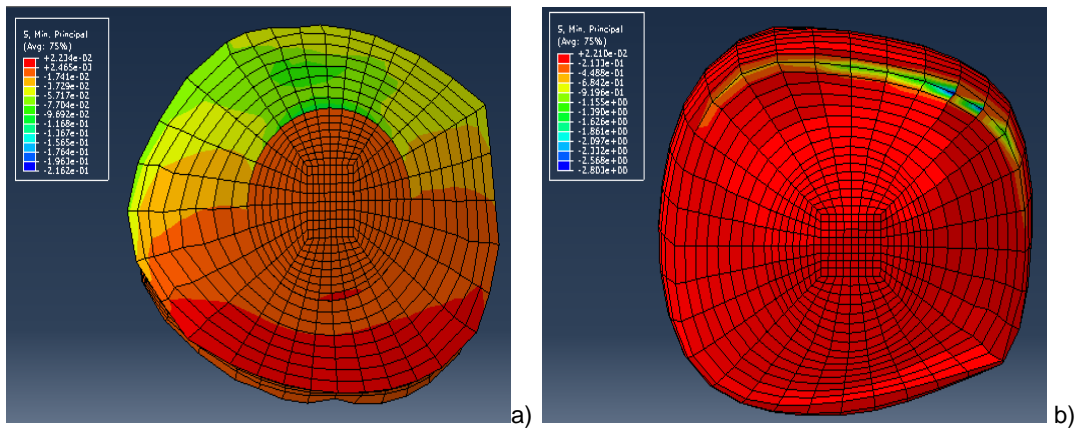 S, Min. Principal
(Avg: 75%)
+2.234e-02
+2.465e-03
-1.741e-02
-3.729e-02
-5.717e-02
-7.704e-02
-9.692e-02
-1.168e-01
-1.367e-01
-1.565e-01
-1.764e-01
-1.963e-01
-2.162e-01
a)
S, Min. Principal
(Avg: 75%)
+2.210e-02
-2.133e-01
-4.488e-01
-6.842e-01
-9.196e-01
-1.155e+00
-1.390e+00
-1.626e+00
-1.861e+00
-2.097e+00
-2.332e+00
-2.568e+00
-2.803e+00
b)